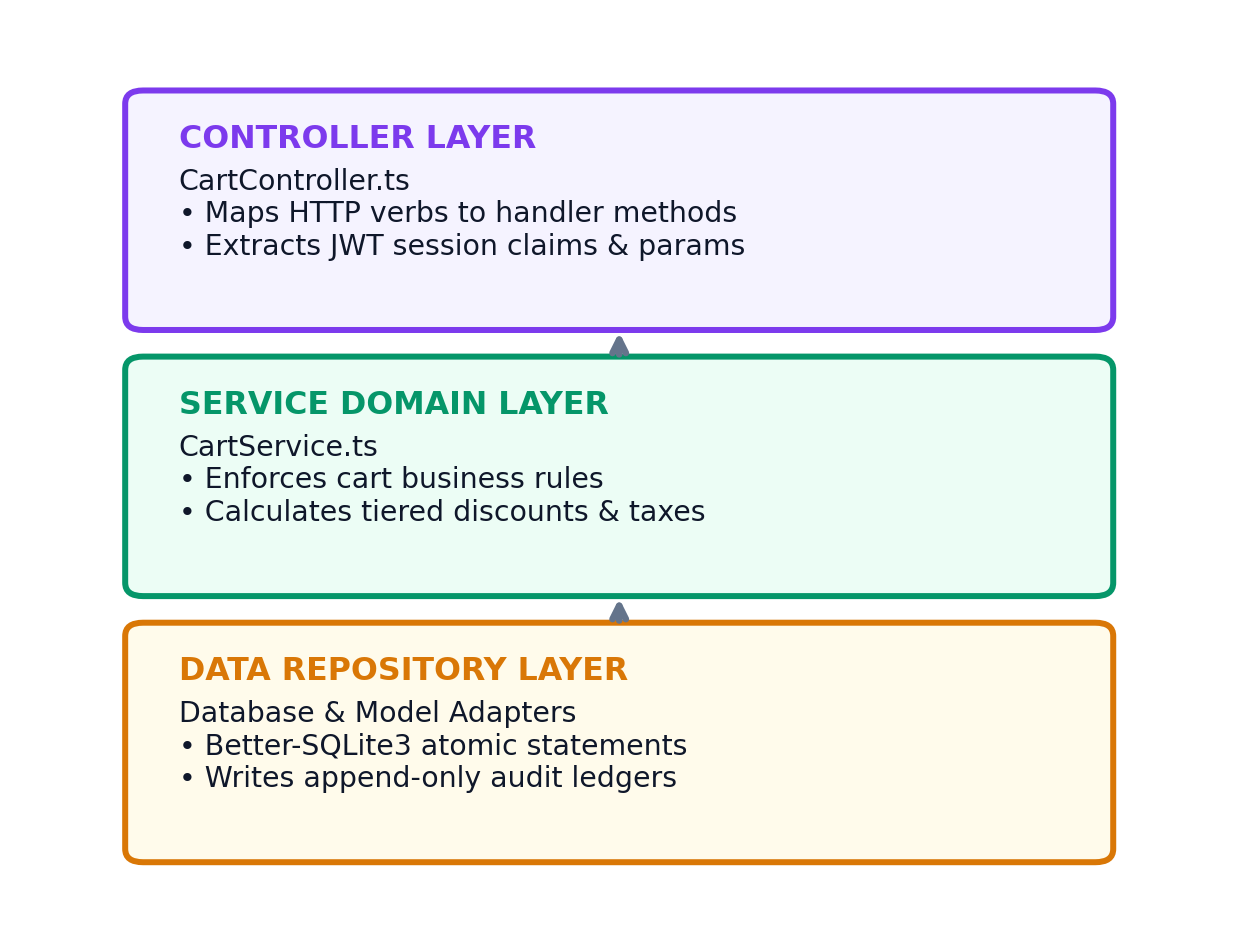 CONTROLLER LAYER
CartController.ts
• Maps HTTP verbs to handler methods
• Extracts JWT session claims & params
SERVICE DOMAIN LAYER
CartService.ts
• Enforces cart business rules
• Calculates tiered discounts & taxes
DATA REPOSITORY LAYER
Database & Model Adapters
• Better-SQLite3 atomic statements
• Writes append-only audit ledgers